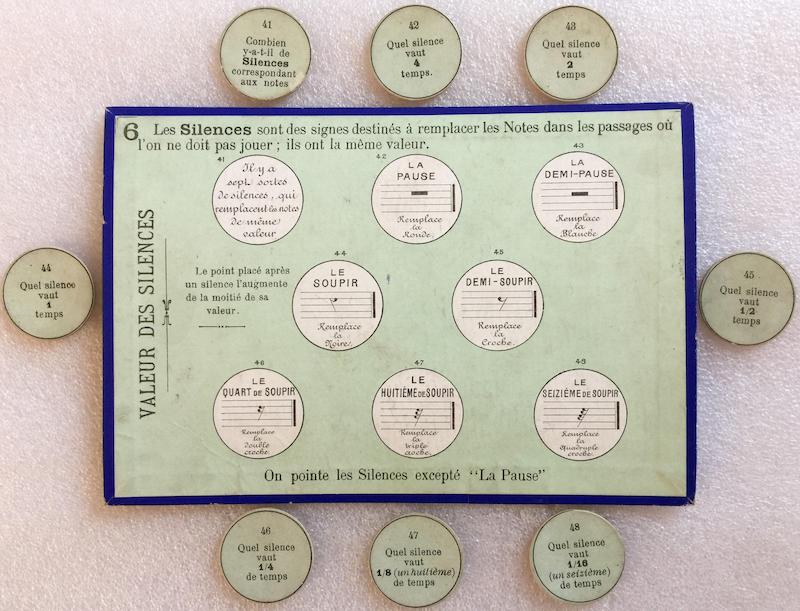 41
Combien
y-a-t-il de
Silences
correspondant
aux notes
42
Quel silence
vaut
4
temps.
43
Quel silence
vaut
2
temps
6 Les Silences sont des signes destinés à remplacer les Notes dans les passages où
l'on ne doit pas jouer ; ils ont la même valeur.
VALEUR DES SILENCES
41
Il y a
sept sortes
de silences, qui
remplacent les notes
de même
valeur
42
LA
PAUSE
Remplace
la
Ronde.
43
LA
DEMI-PAUSE
Remplace
la
Blanche.
44
Quel silence
vaut
1
temps
Le point placé après
un silence l'augmente
de la moitié de sa
valeur.
44
LE
SOUPIR
Remplace
la
Noire.
45
LE
DEMI-SOUPIR
Remplace
la
Croche.
45
Quel silence
vaut
1/2
temps
46
LE
QUART DE SOUPIR
Remplace
la
double
croche.
47
LE
HUITIÈME DE SOUPIR
Remplace
la
triple
croche.
48
LE
SEIZIÈME DE SOUPIR
Remplace
la
Quadruple
croche.
On pointe les Silences excepté "La Pause"
46
Quel silence
vaut
1/4
de temps
47
Quel silence
vaut
1/8 (un huitième)
de temps
48
Quel silence
vaut
1/16
(un seizième)
de temps